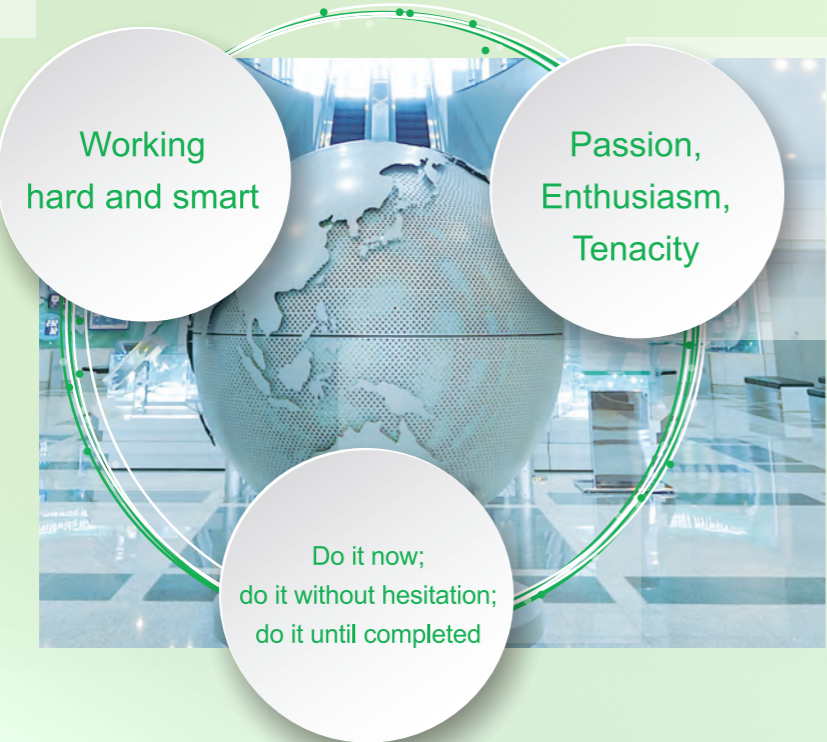 Working
hard and smart
Passion,
Enthusiasm,
Tenacity
Do it now;
do it without hesitation;
do it until completed